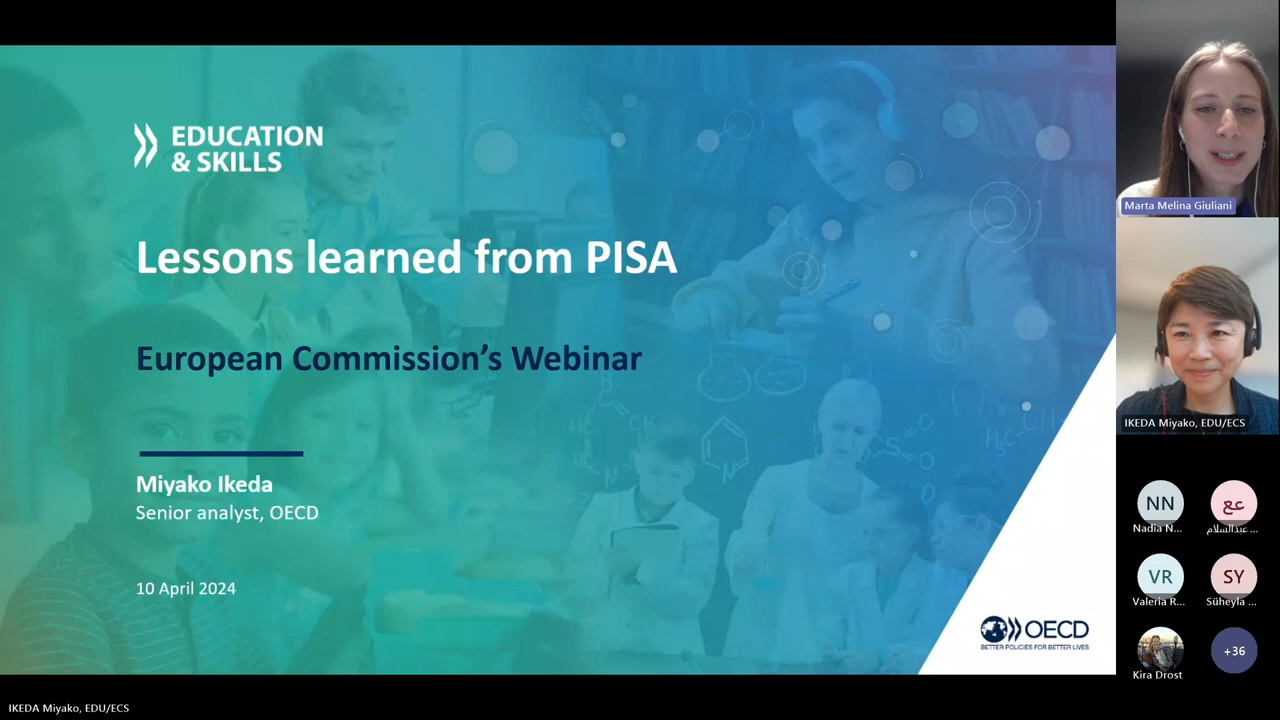 EDUCATION
& SKILLS
Lessons learned from PISA
European Commission's Webinar
Miyako Ikeda
Senior analyst, OECD
10 April 2024
OECD
BETTER POLICIES FOR BETTER LIVES
Marta Melina Giuliani
IKEDA Miyako, EDU/ECS
NN
Nadia N...
عع
عبدالسلام ...
VR
Valeria R...
SY
Süheyla ...
Kira Drost
+36
IKEDA Miyako, EDU/ECS